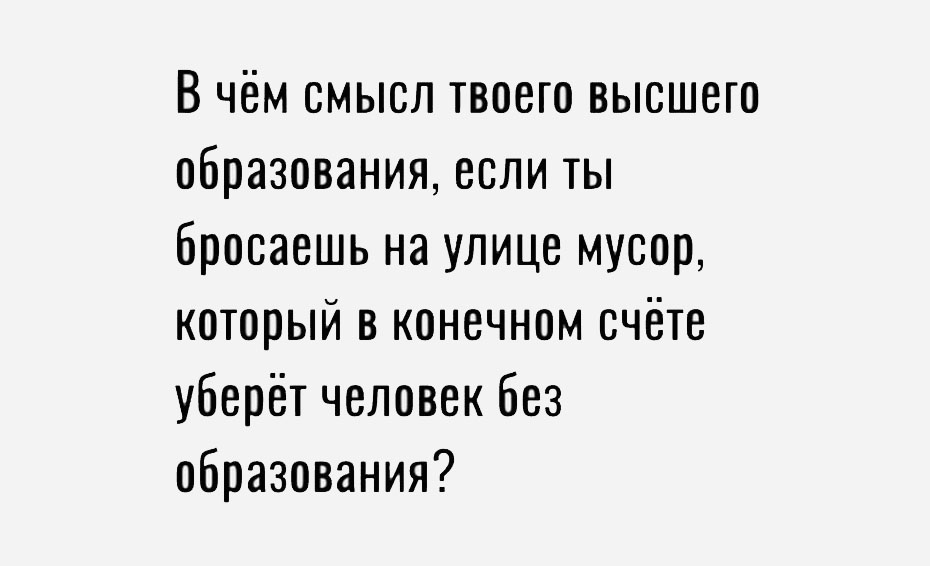 В чём смысл твоего высшего
образования, если ты
бросаешь на улице мусор,
который в конечном счёте
уберёт человек без
образования?